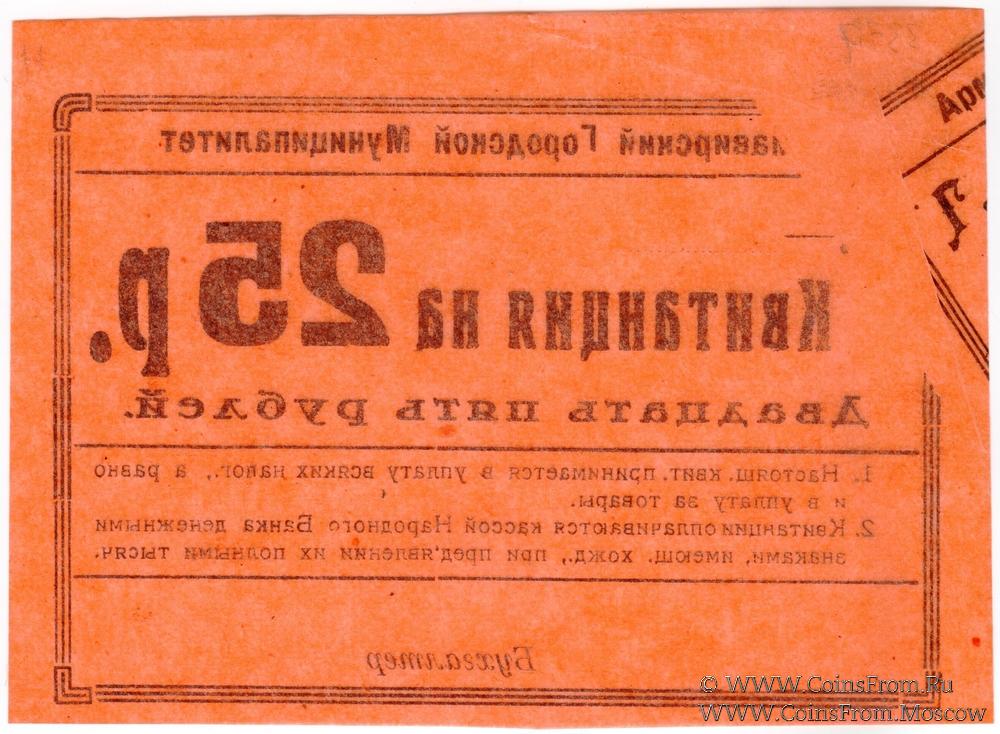 Арм
Г.
лавирский Городской Муниципалитет
Квитанция на 25 р.
Двадцать пять рублей.
1. Настоящ. квит. принимается в уплату всяких налог., а равно
и в уплату за товары.
2. Квитанции оплачиваются кассой Народного Банка денежными
знаками, имеющ. хожд., при пред'явлении их полными тысяч.
Бухгалтер
© WWW.CoinsFrom.Ru
WWW.CoinsFrom.Moscow